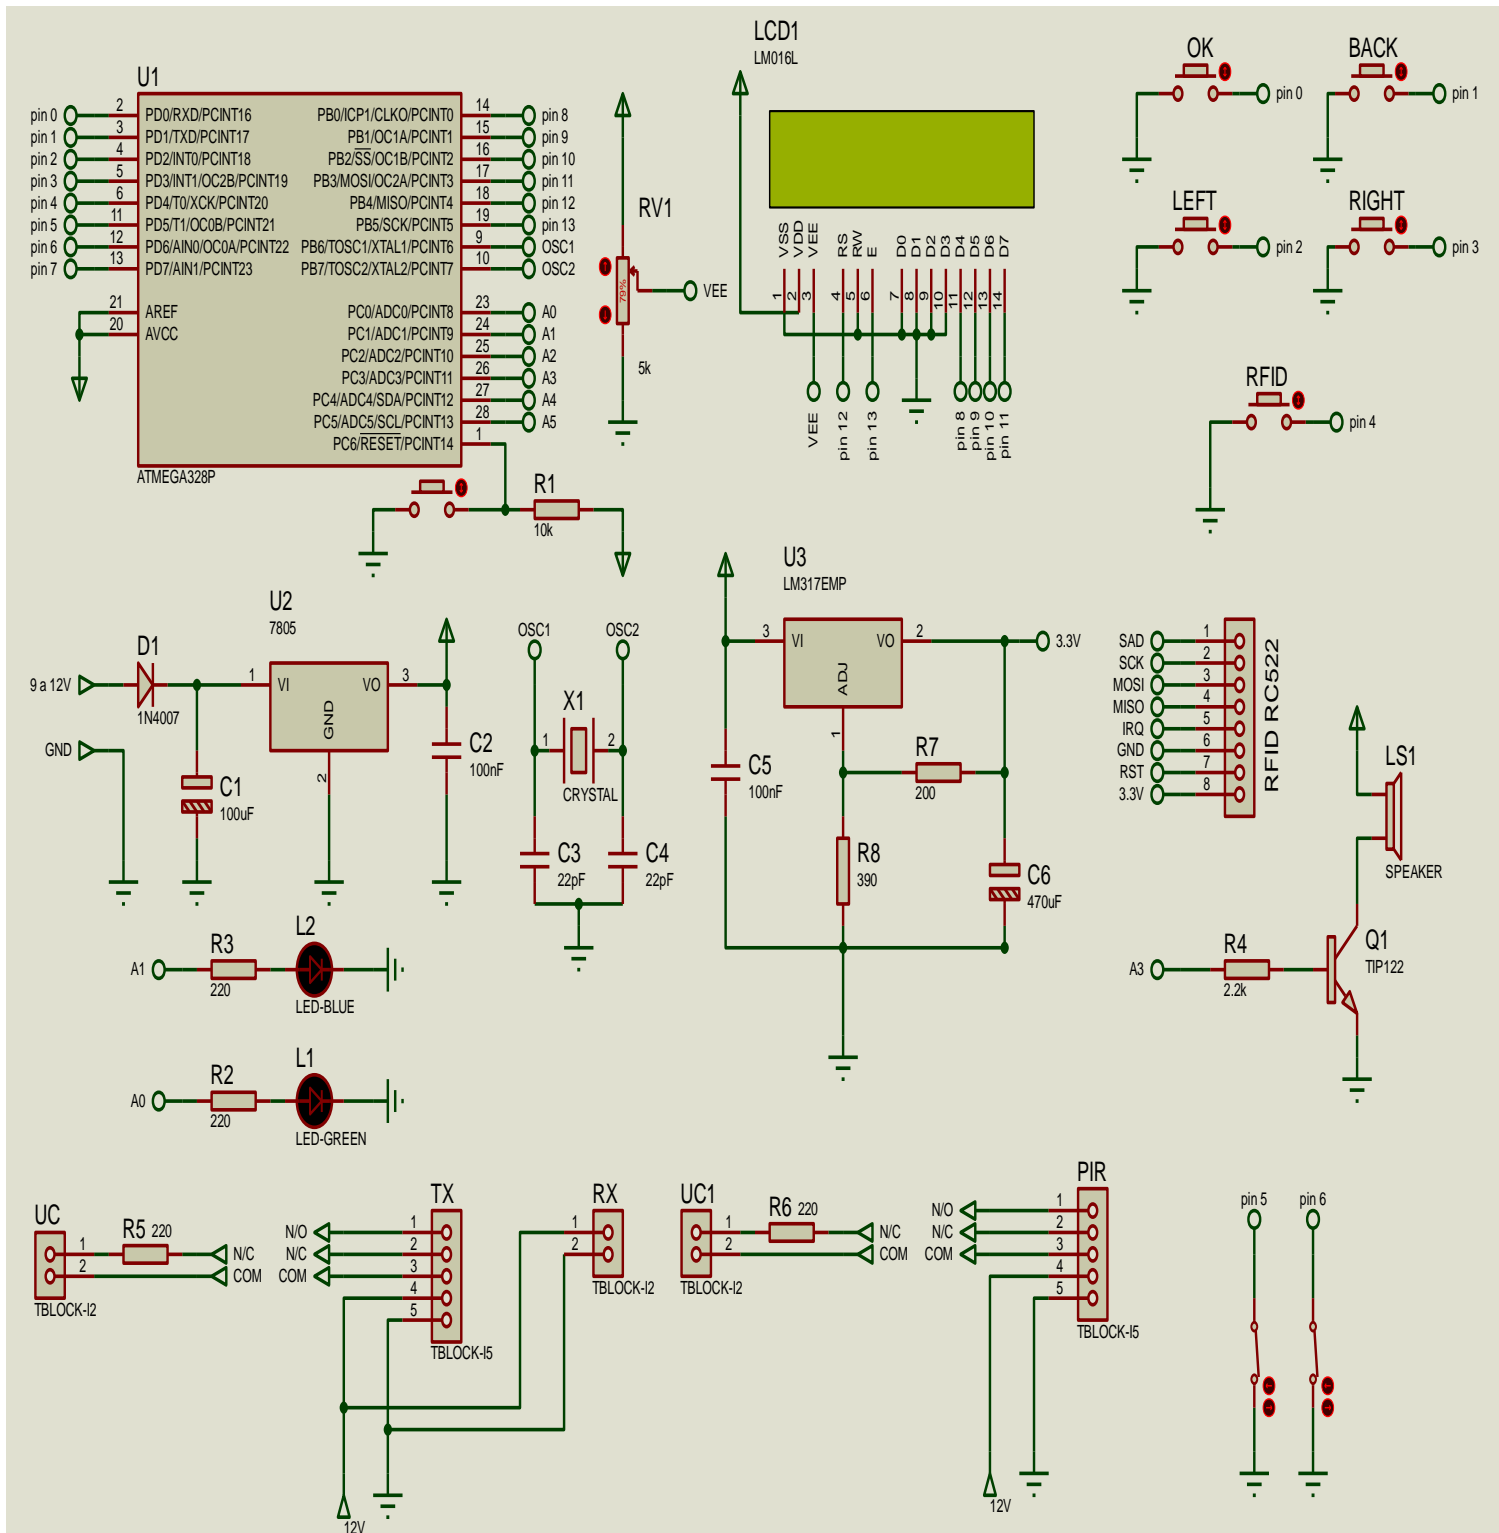 U1
2 PD0/RXD/PCINT16 PB0/ICP1/CLKO/PCINT0 14
pin 0 pin 8
3 PD1/TXD/PCINT17 PB1/OC1A/PCINT1 15
pin 1 pin 9
4 PD2/INT0/PCINT18 PB2/SS/OC1B/PCINT2 16
pin 2 pin 10
5 PD3/INT1/OC2B/PCINT19 PB3/MOSI/OC2A/PCINT3 17
pin 3 pin 11
6 PD4/T0/XCK/PCINT20 PB4/MISO/PCINT4 18
pin 4 pin 12
11 PD5/T1/OC0B/PCINT21 PB5/SCK/PCINT5 19
pin 5 pin 13
12 PD6/AIN0/OC0A/PCINT22 PB6/TOSC1/XTAL1/PCINT6 9
pin 6 OSC1
13 PD7/AIN1/PCINT23 PB7/TOSC2/XTAL2/PCINT7 10
pin 7 OSC2
21 AREF PC0/ADC0/PCINT8 23 A0
20 AVCC PC1/ADC1/PCINT9 24 A1
PC2/ADC2/PCINT10 25 A2
PC3/ADC3/PCINT11 26 A3
PC4/ADC4/SDA/PCINT12 27 A4
PC5/ADC5/SCL/PCINT13 28 A5
PC6/RESET/PCINT14 1
ATMEGA328P
R1
10k
RV1
79%
VEE
5k
LCD1
LM016L
VSS VDD VEE RS RW E D0 D1 D2 D3 D4 D5 D6 D7
1 2 3 4 5 6 7 8 9 10 11 12 13 14
VEE pin 12 pin 13 pin 8 pin 9 pin 10 pin 11
OK
pin 0
BACK
pin 1
LEFT
pin 2
RIGHT
pin 3
RFID
pin 4
U2
7805
D1
9 a 12V
1N4007
1 VI VO 3
GND
2
GND
C1
100uF
C2
100nF
OSC1 OSC2
X1
1 2
CRYSTAL
C3
22pF
C4
22pF
U3
LM317EMP
3 VI VO 2
ADJ
1
3.3V
C5
100nF
R7
200
R8
390
C6
470uF
SAD 1
SCK 2
MOSI 3
MISO 4
IRQ 5
GND 6
RST 7
3.3V 8
RFID RC522
LS1
SPEAKER
A3
R4
2.2k
Q1
TIP122
A1
R3
220
L2
LED-BLUE
A0
R2
220
L1
LED-GREEN
UC
1
2
TBLOCK-I2
R5 220
N/C
COM
TX
N/O 1
N/C 2
COM 3
4
5
TBLOCK-I5
12V
RX
1
2
TBLOCK-I2
UC1
1
2
TBLOCK-I2
R6 220
N/C
COM
PIR
N/O 1
N/C 2
COM 3
4
5
TBLOCK-I5
12V
pin 5 pin 6